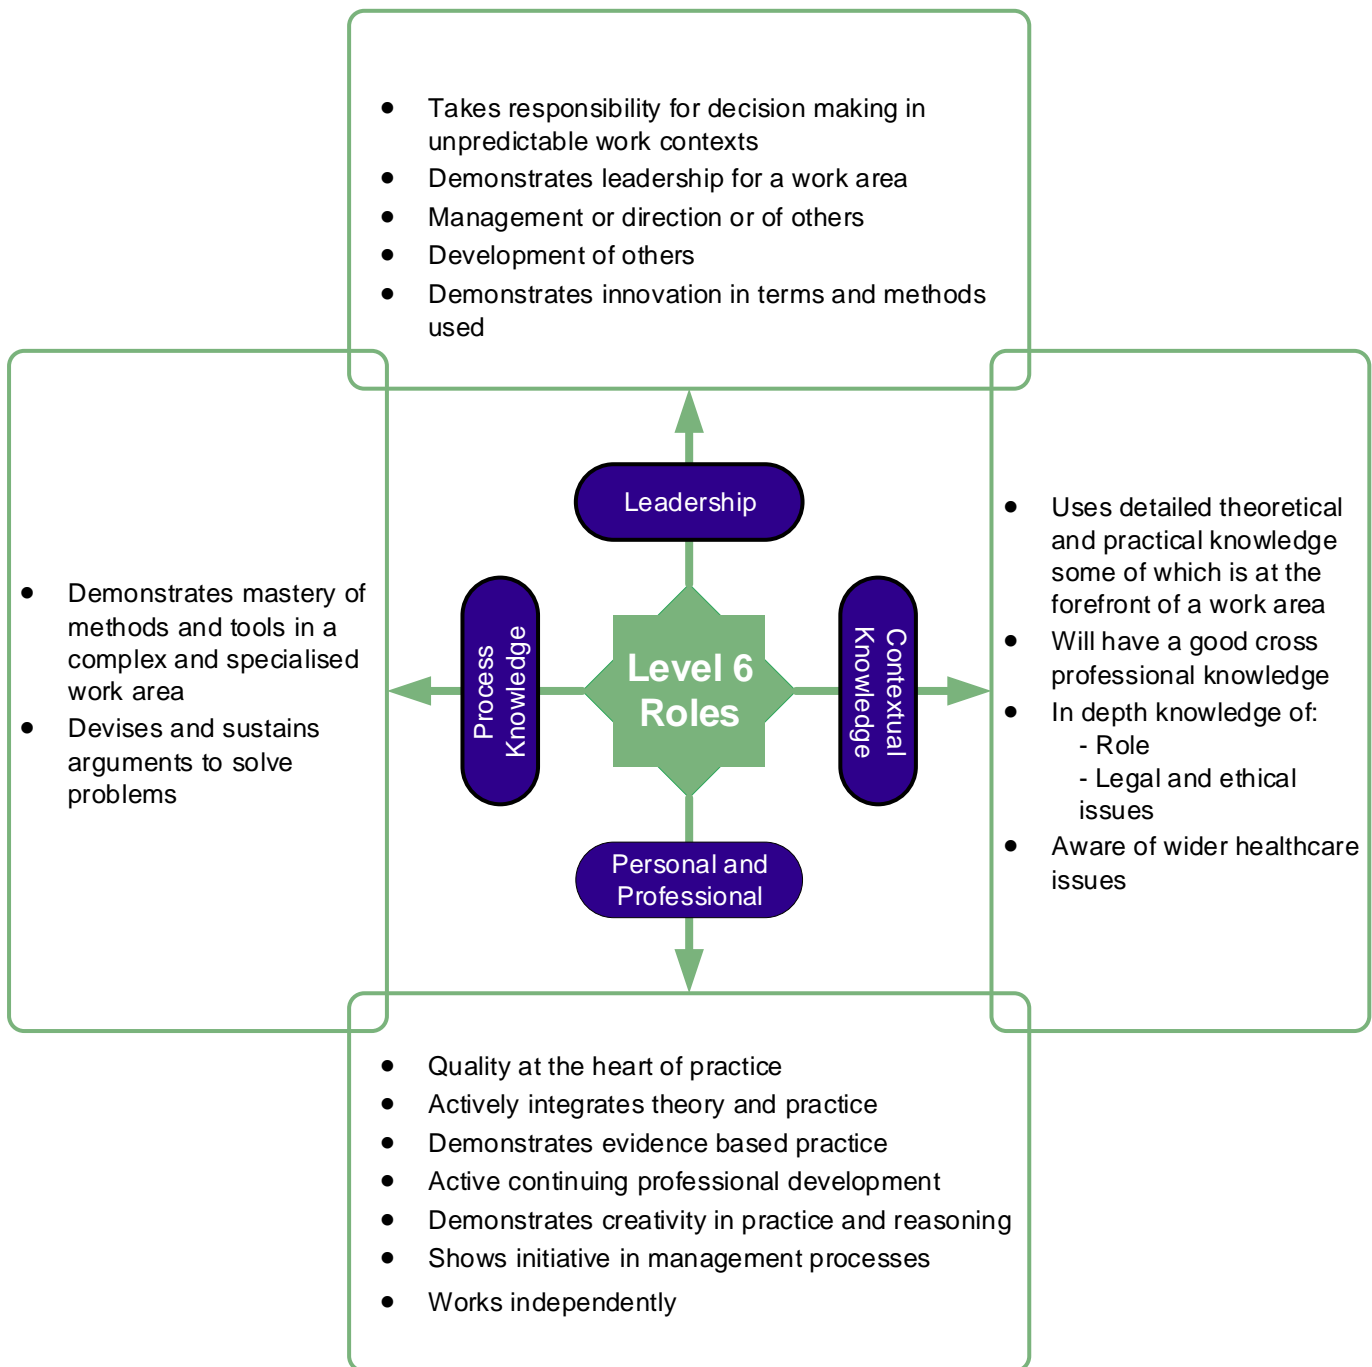 ● Takes responsibility for decision making in
unpredictable work contexts
● Demonstrates leadership for a work area
● Management or direction or of others
● Development of others
● Demonstrates innovation in terms and methods
used
Leadership
● Demonstrates mastery of
methods and tools in a
complex and specialised
work area
● Devises and sustains
arguments to solve
problems
Process
Knowledge
Level 6
Roles
Contextual
Knowledge
● Uses detailed theoretical
and practical knowledge
some of which is at the
forefront of a work area
● Will have a good cross
professional knowledge
● In depth knowledge of:
- Role
- Legal and ethical
issues
● Aware of wider healthcare
issues
Personal and
Professional
● Quality at the heart of practice
● Actively integrates theory and practice
● Demonstrates evidence based practice
● Active continuing professional development
● Demonstrates creativity in practice and reasoning
● Shows initiative in management processes
● Works independently